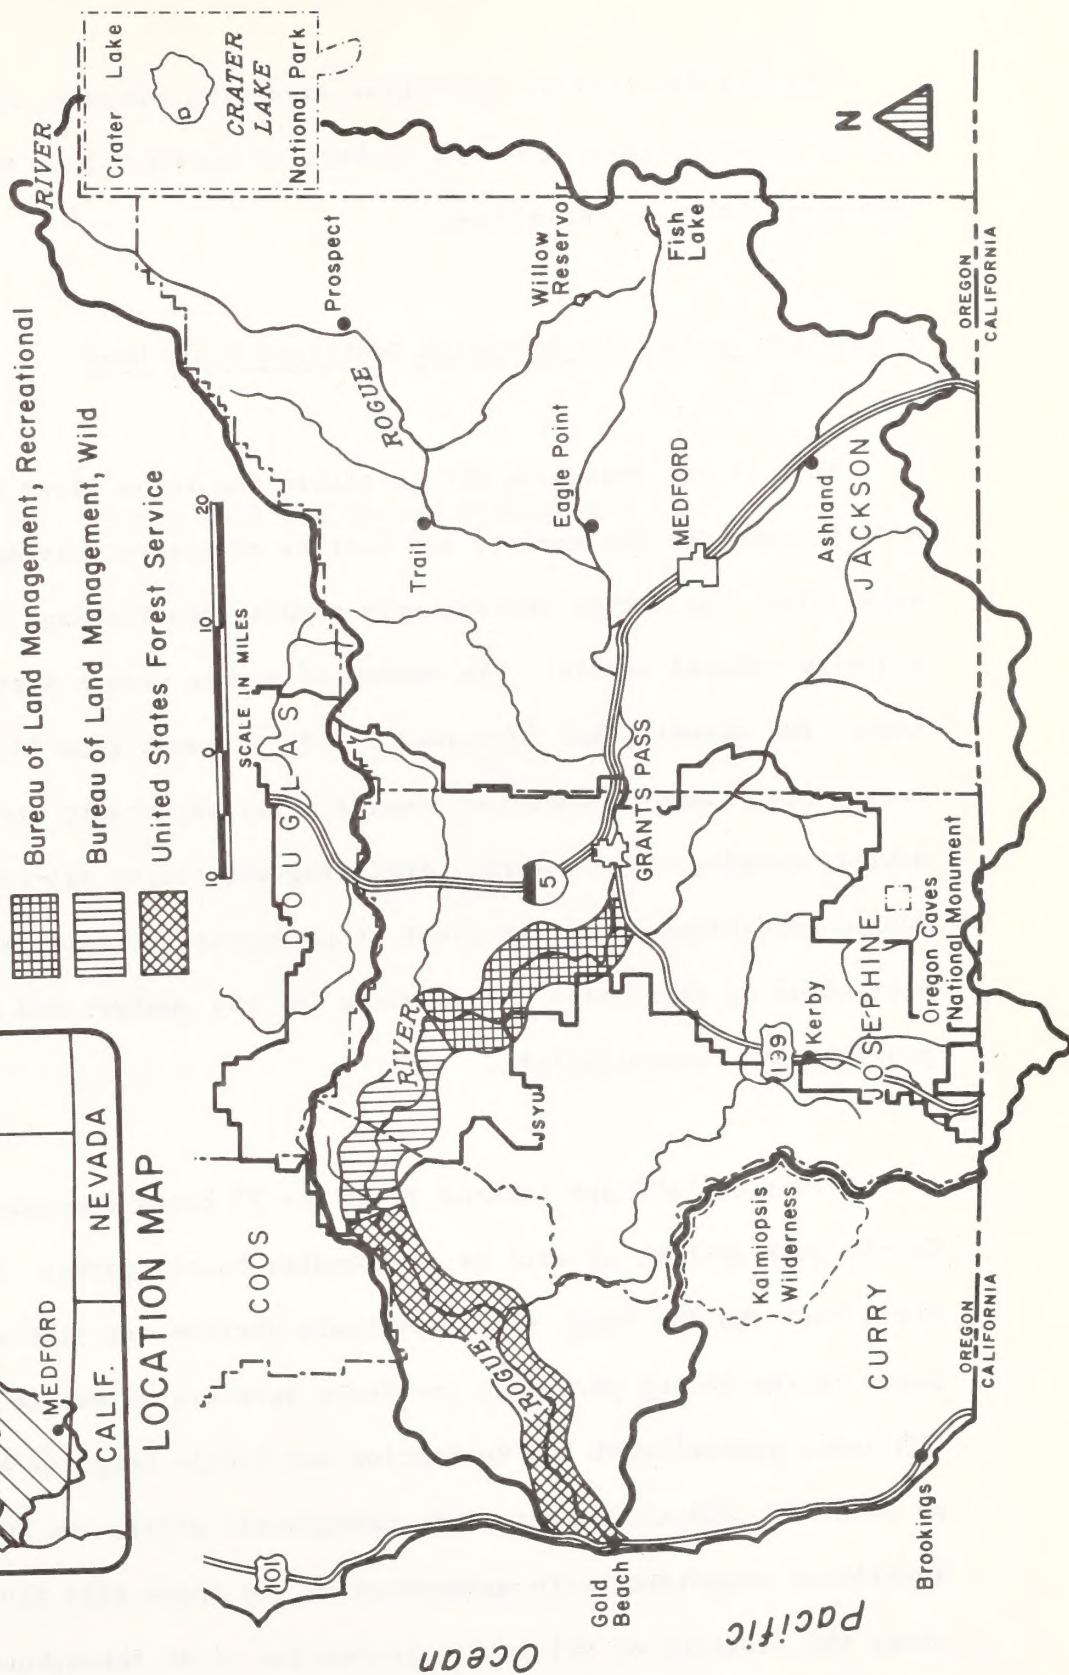 Bureau of Land Management, Recreational
Bureau of Land Management, Wild
United States Forest Service
NEVADA
CALIF.
MEDFORD
LOCATION MAP
10 0 10 20
SCALE IN MILES
Crater Lake
CRATER
LAKE
National Park
RIVER
Prospect
ROGUE
Willow
Reservoir
Fish
Lake
Trail
Eagle Point
MEDFORD
Ashland
JACKSON
DOUGLAS
5
GRANTS PASS
RIVER
COOS
JSYU
199
Kerby
JOSEPHINE
Oregon Caves
National Monument
Kalmiopsis
Wilderness
ROGUE
CURRY
101
Gold
Beach
Brookings
Pacific
Ocean
OREGON
CALIFORNIA
OREGON
CALIFORNIA
N